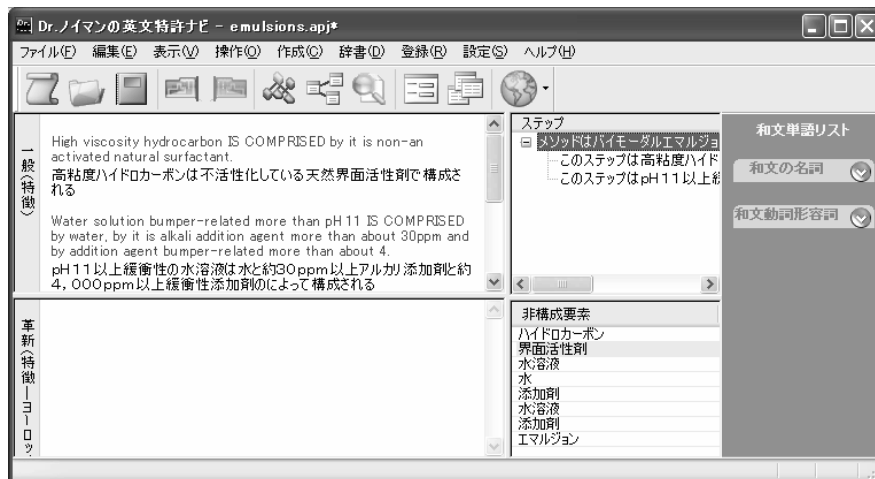 Dr.ノイマンの英文特許ナビ - emulsions.apj*
ファイル(F) 編集(E) 表示(V) 操作(O) 作成(C) 辞書(D) 登録(R) 設定(S) ヘルプ(H)
一般(特徴)
High viscosity hydrocarbon IS COMPRISED by it is non-an
activated natural surfactant.
高粘度ハイドロカーボンは不活性化している天然界面活性剤で構成さ
れる
Water solution bumper-related more than pH 11 IS COMPRISED
by water, by it is alkali addition agent more than about 30ppm and
by addition agent bumper-related more than about 4.
pH11以上緩衝性の水溶液は水と約30ppm以上アルカリ添加剤と約
4,000ppm以上緩衝性添加剤のによって構成される
ステップ
メソッドはバイモーダルエマルジョ
このステップは高粘度ハイド
このステップはpH11以上緩
和文単語リスト
和文の名詞
和文動詞形容詞
革新(特徴ーヨーロッ
非構成要素
ハイドロカーボン
界面活性剤
水溶液
水
添加剤
水溶液
添加剤
エマルジョン